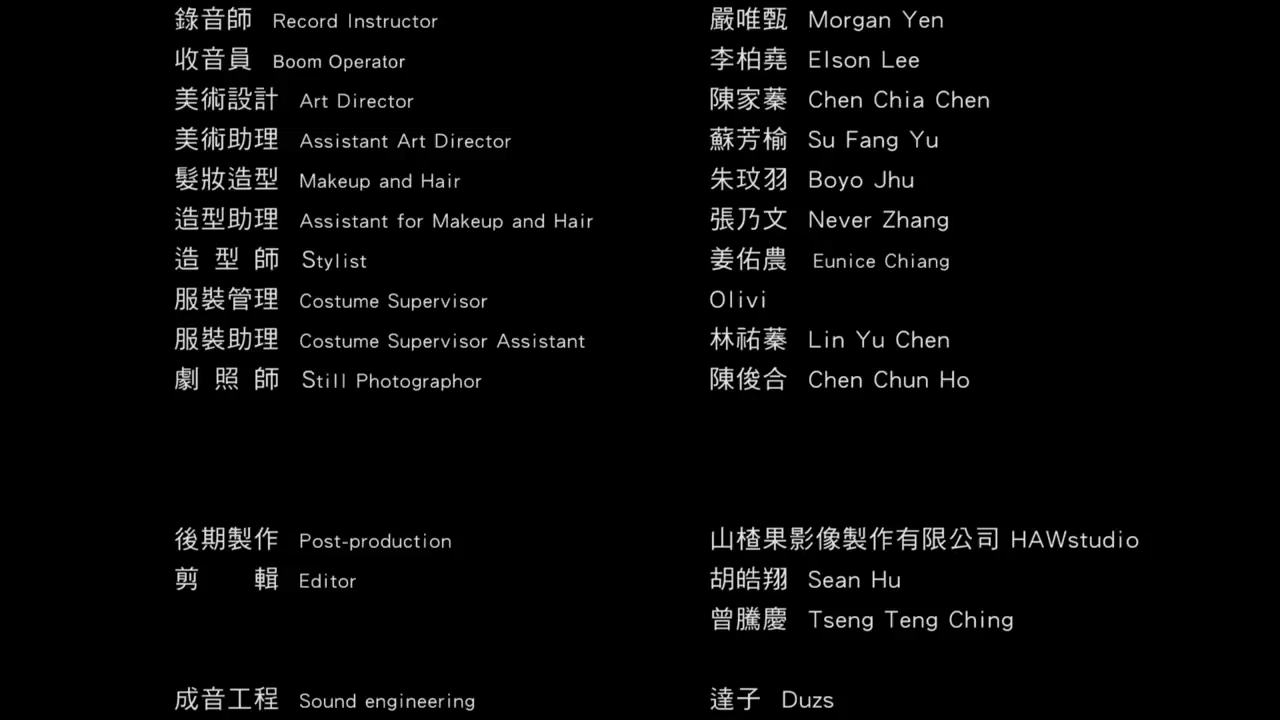 錄音師 Record Instructor 嚴唯甄 Morgan Yen
收音員 Boom Operator 李柏堯 Elson Lee
美術設計 Art Director 陳家蓁 Chen Chia Chen
美術助理 Assistant Art Director 蘇芳榆 Su Fang Yu
髮妝造型 Makeup and Hair 朱玟羽 Boyo Jhu
造型助理 Assistant for Makeup and Hair 張乃文 Never Zhang
造型師 Stylist 姜佑農 Eunice Chiang
服裝管理 Costume Supervisor Olivi
服裝助理 Costume Supervisor Assistant 林祐蓁 Lin Yu Chen
劇照師 Still Photographor 陳俊合 Chen Chun Ho
後期製作 Post-production 山楂果影像製作有限公司 HAWstudio
剪輯 Editor 胡皓翔 Sean Hu
曾騰慶 Tseng Teng Ching
成音工程 Sound engineering 達子 Duzs